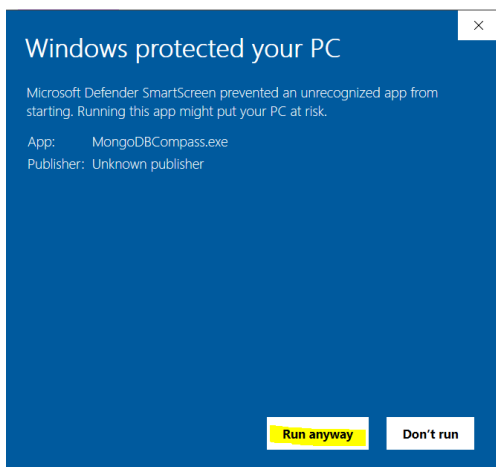 Windows protected your PC
Microsoft Defender SmartScreen prevented an unrecognized app from
starting. Running this app might put your PC at risk.
App: MongoDBCompass.exe
Publisher: Unknown publisher
Run anyway Don't run